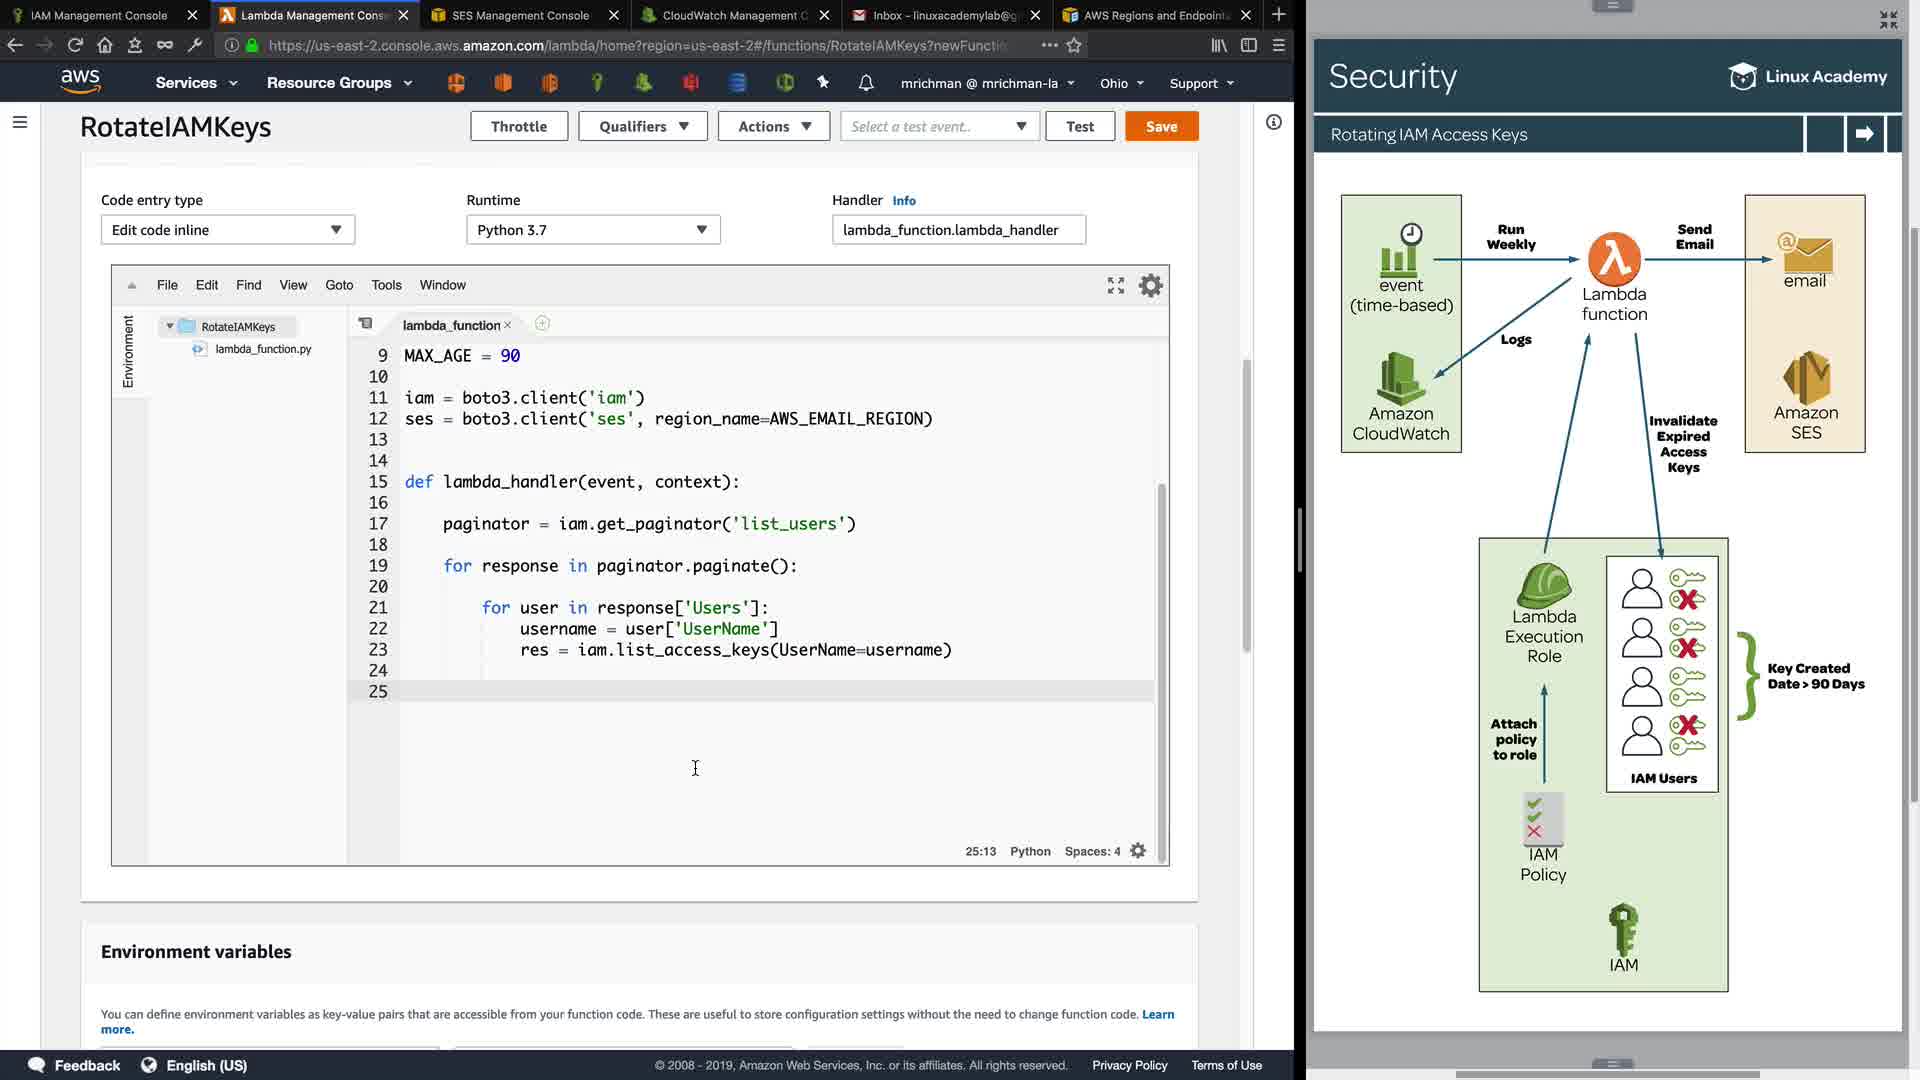 IAM Management Console
Lambda Management Conso
SES Management Console
CloudWatch Management C
Inbox – linuxacademylab@g
AWS Regions and Endpoints
https://us-east-2.console.aws.amazon.com/lambda/home?region=us-east-2#/functions/RotateIAMKeys?newFuncti
aws
Services
Resource Groups
mrichman @ mrichman-la
Ohio
Support
RotateIAMKeys
Throttle
Qualifiers
Actions
Select a test event..
Test
Save
Code entry type
Runtime
Handler Info
Edit code inline
Python 3.7
lambda_function.lambda_handler
File Edit Find View Goto Tools Window
Environment
RotateIAMKeys
lambda_function.py
lambda_function
9 MAX_AGE = 90
10
11 iam = boto3.client('iam')
12 ses = boto3.client('ses', region_name=AWS_EMAIL_REGION)
13
14
15 def lambda_handler(event, context):
16
17 paginator = iam.get_paginator('list_users')
18
19 for response in paginator.paginate():
20
21 for user in response['Users']:
22 username = user['UserName']
23 res = iam.list_access_keys(UserName=username)
24
25
25:13 Python Spaces: 4
Environment variables
You can define environment variables as key-value pairs that are accessible from your function code. These are useful to store configuration settings without the need to change function code. Learn
more.
Feedback
English (US)
© 2008 - 2019, Amazon Web Services, Inc. or its affiliates. All rights reserved.
Privacy Policy
Terms of Use
Security
Linux Academy
Rotating IAM Access Keys
event
(time-based)
Run
Weekly
Lambda
function
Send
Email
email
Logs
Amazon
CloudWatch
Amazon
SES
Invalidate
Expired
Access
Keys
Lambda
Execution
Role
Key Created
Date > 90 Days
Attach
policy
to role
IAM Users
IAM
Policy
IAM